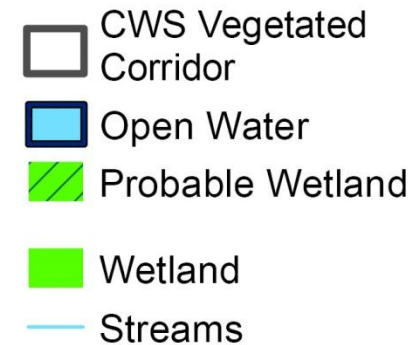 CWS Vegetated
Corridor
Open Water
Probable Wetland
Wetland
Streams